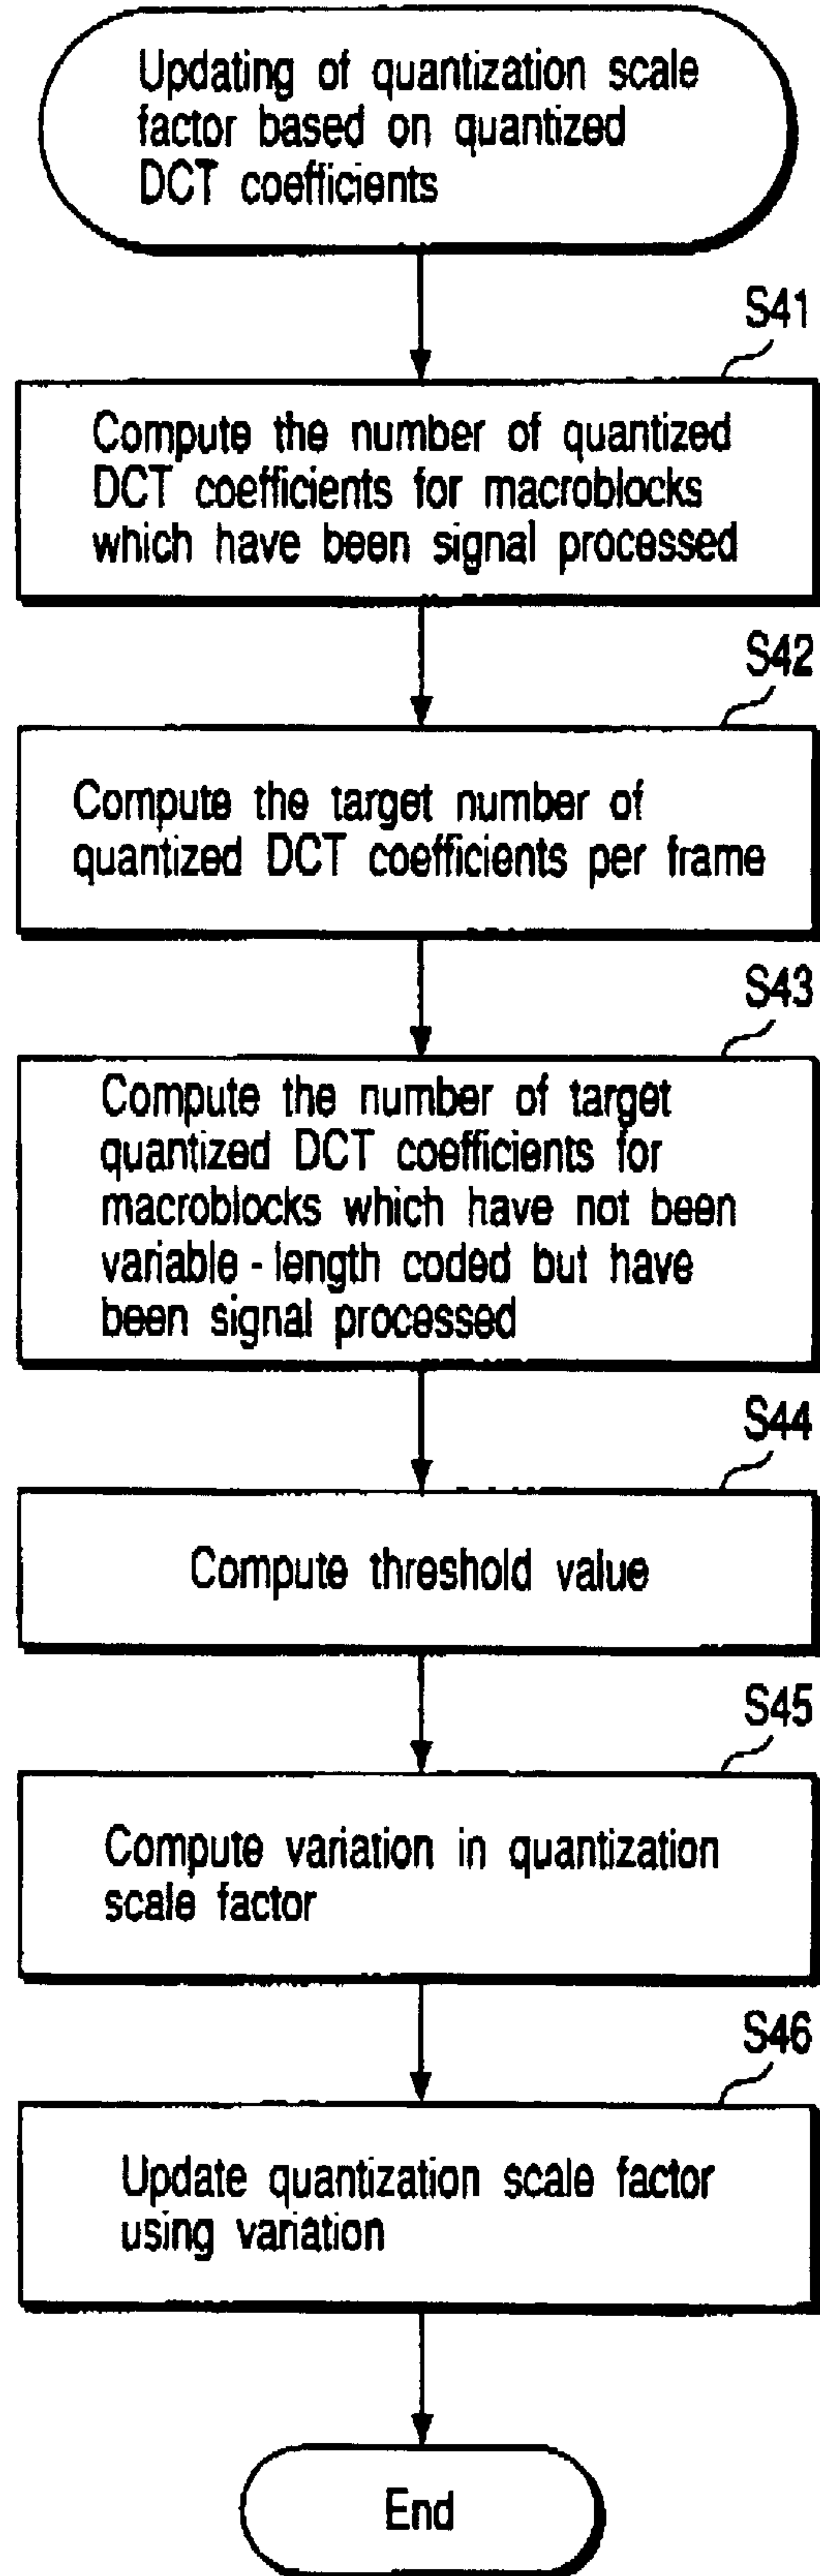 Updating of quantization scale
factor based on quantized
DCT coefficients
S41
Compute the number of quantized
DCT coefficients for macroblocks
which have been signal processed
S42
Compute the target number of
quantized DCT coefficients per frame
S43
Compute the number of target
quantized DCT coefficients for
macroblocks which have not been
variable-length coded but have
been signal processed
S44
Compute threshold value
S45
Compute variation in quantization
scale factor
S46
Update quantization scale factor
using variation
End